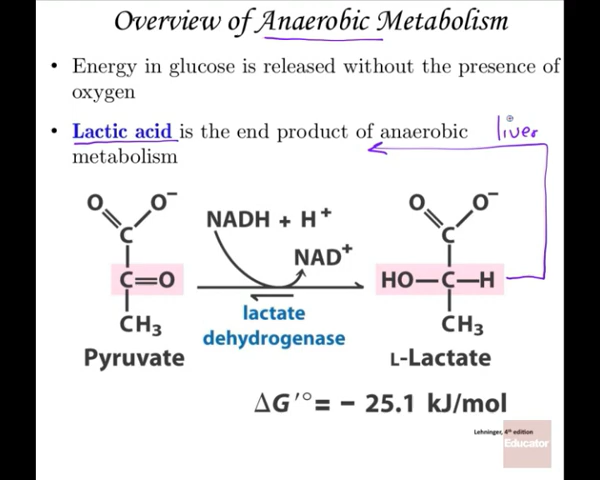 Overview of Anaerobic Metabolism
• Energy in glucose is released without the presence of
oxygen
• Lactic acid is the end product of anaerobic
metabolism
liver
O O⁻
C
C=O
CH₃
Pyruvate
NADH + H⁺
NAD⁺
lactate
dehydrogenase
O O⁻
C
HO—C—H
CH₃
L-Lactate
ΔG′° = − 25.1 kJ/mol
Lehninger, 4ᵗʰ edition
Educator